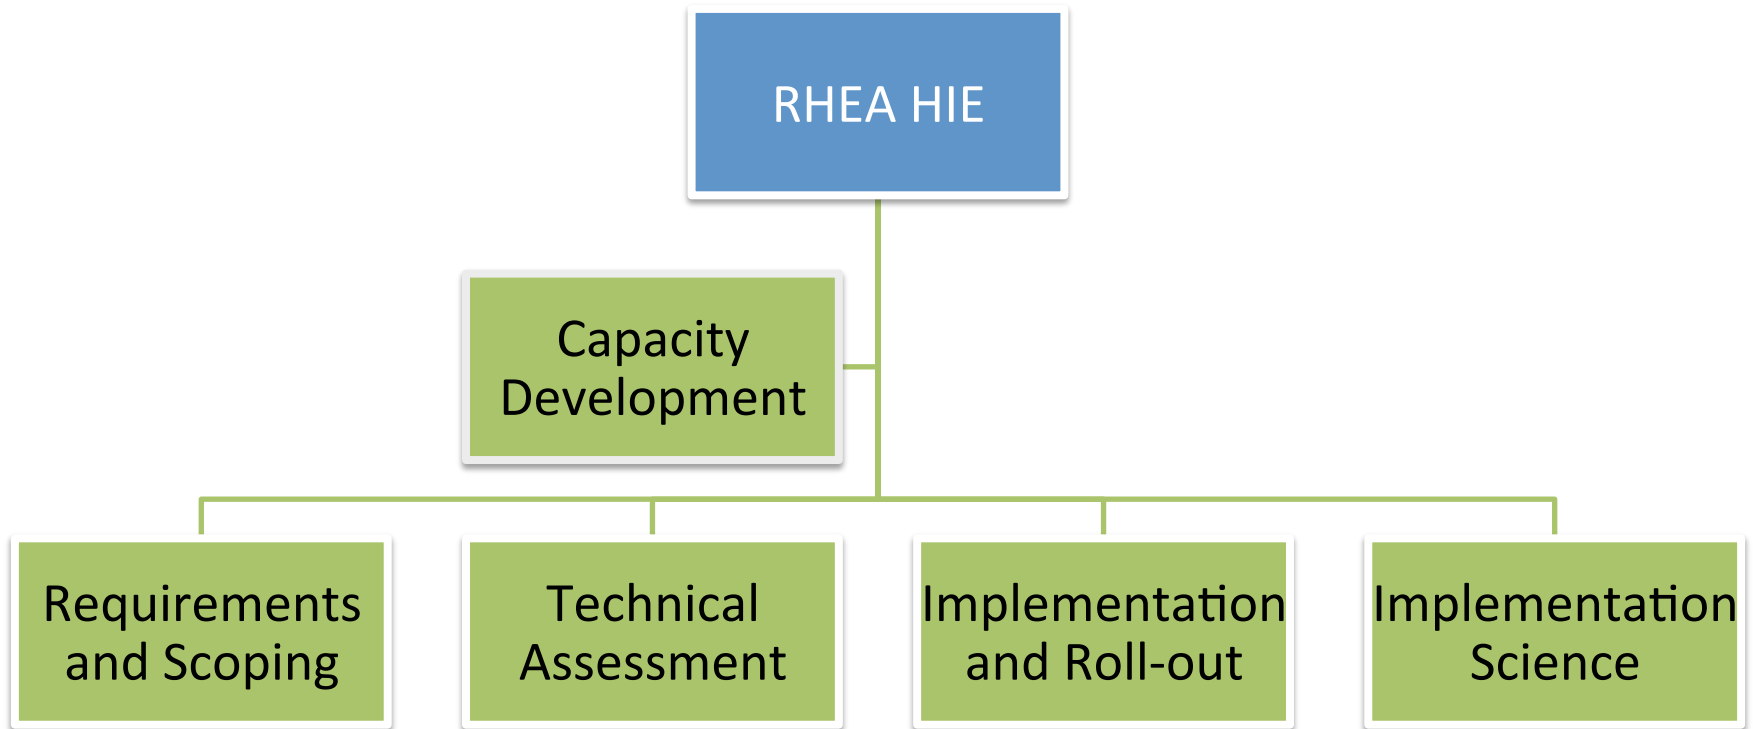 RHEA HIE
Capacity
Development
Requirements
and Scoping
Technical
Assessment
Implementation
and Roll-out
Implementation
Science